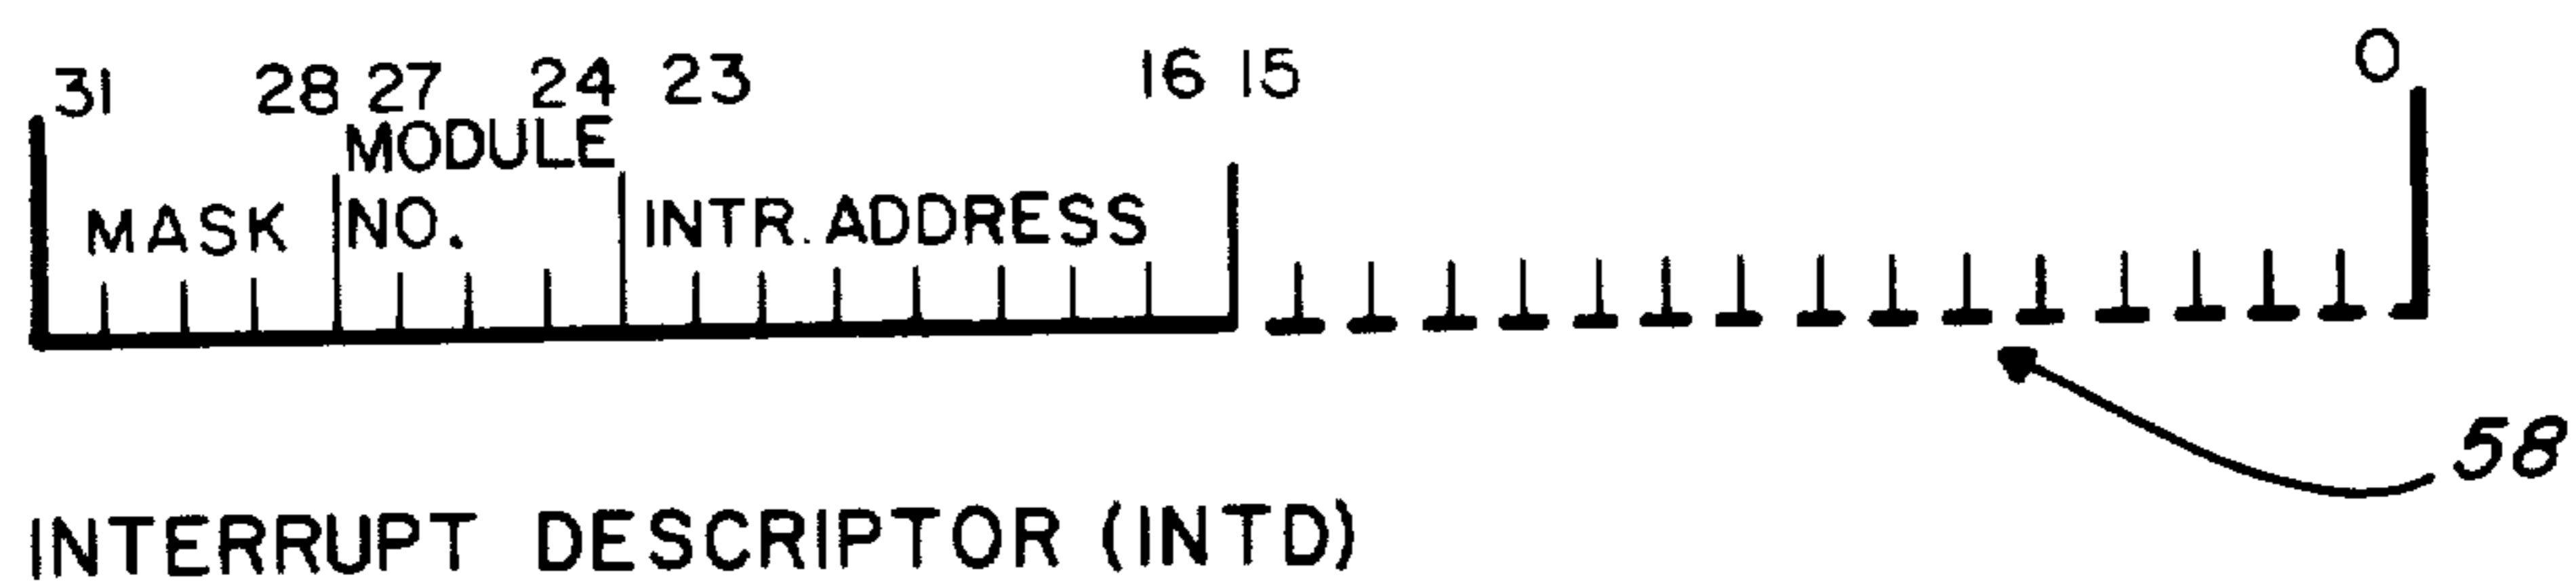 31 28 27 24 23 16 15 0
MODULE
MASK NO. INTR. ADDRESS
58
INTERRUPT DESCRIPTOR (INTD)